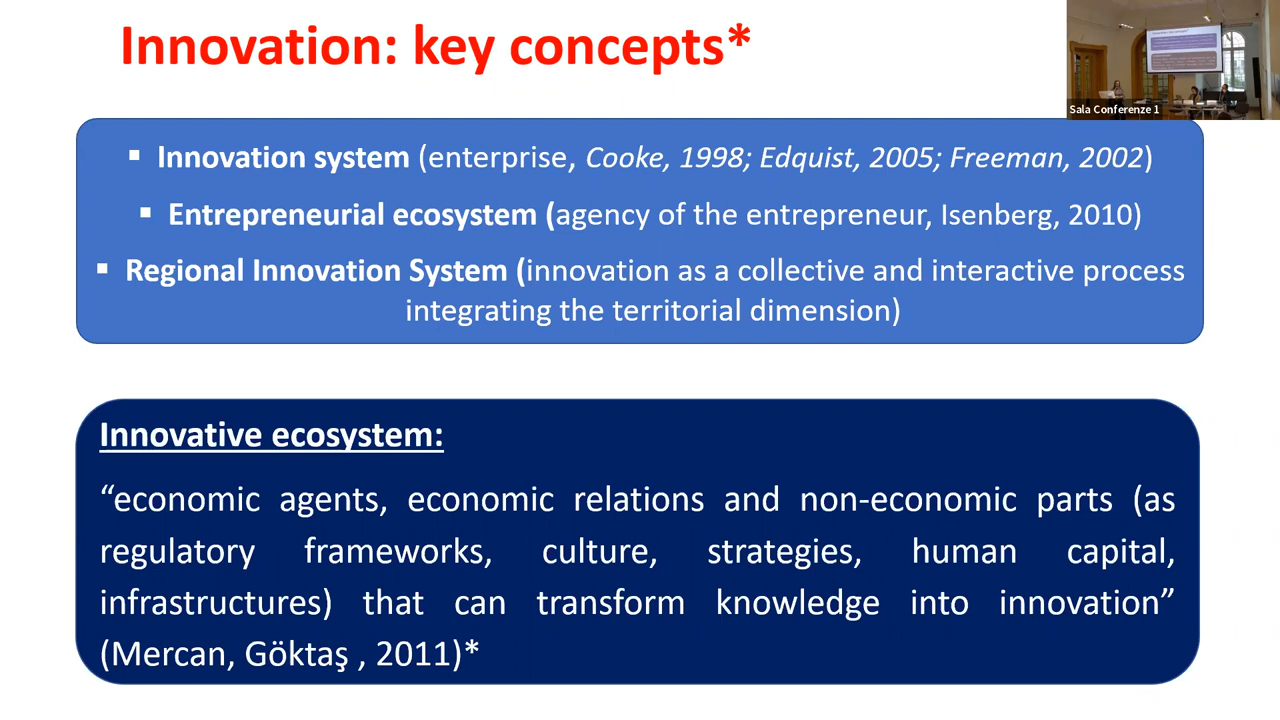 Innovation: key concepts*
Sala Conferenze 1
▪ Innovation system (enterprise, Cooke, 1998; Edquist, 2005; Freeman, 2002)
▪ Entrepreneurial ecosystem (agency of the entrepreneur, Isenberg, 2010)
▪ Regional Innovation System (innovation as a collective and interactive process
integrating the territorial dimension)
Innovative ecosystem:
“economic agents, economic relations and non-economic parts (as
regulatory frameworks, culture, strategies, human capital,
infrastructures) that can transform knowledge into innovation”
(Mercan, Göktaş , 2011)*